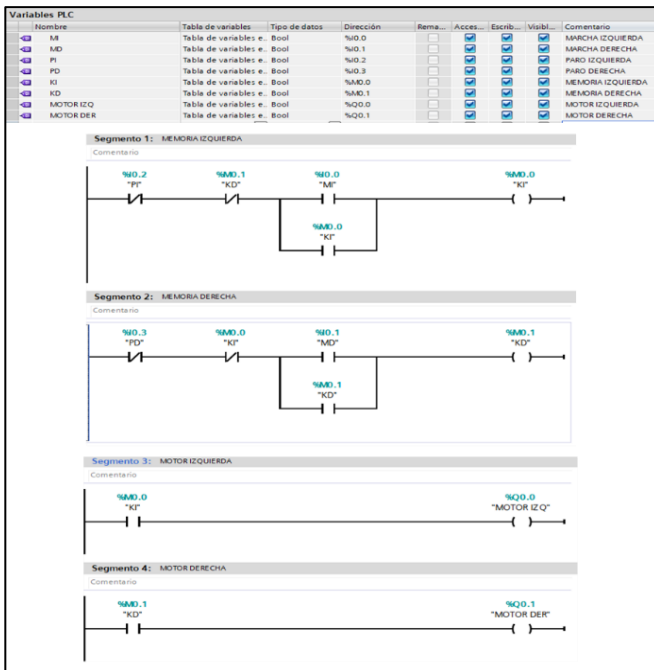 Variables PLC
Nombre Tabla de variables Tipo de datos Dirección Rema... Acces... Escrib... Visibl... Comentario
MI Tabla de variables e.. Bool %I0.0 MARCHA IZQUIERDA
MD Tabla de variables e.. Bool %I0.1 MARCHA DERECHA
PI Tabla de variables e.. Bool %I0.2 PARO IZQUIERDA
PD Tabla de variables e.. Bool %I0.3 PARO DERECHA
KI Tabla de variables e.. Bool %M0.0 MEMORIA IZQUIERDA
KD Tabla de variables e.. Bool %M0.1 MEMORIA DERECHA
MOTOR IZQ Tabla de variables e.. Bool %Q0.0 MOTOR IZQUIERDA
MOTOR DER Tabla de variables e.. Bool %Q0.1 MOTOR DERECHA
Segmento 1: MEMORIA IZQUIERDA
Comentario
%I0.2 %M0.1 %I0.0 %M0.0
"PI" "KD" "MI" "KI"
%M0.0
"KI"
Segmento 2: MEMORIA DERECHA
Comentario
%I0.3 %M0.0 %I0.1 %M0.1
"PD" "KI" "MD" "KD"
%M0.1
"KD"
Segmento 3: MOTOR IZQUIERDA
Comentario
%M0.0 %Q0.0
"KI" "MOTOR IZQ"
Segmento 4: MOTOR DERECHA
Comentario
%M0.1 %Q0.1
"KD" "MOTOR DER"